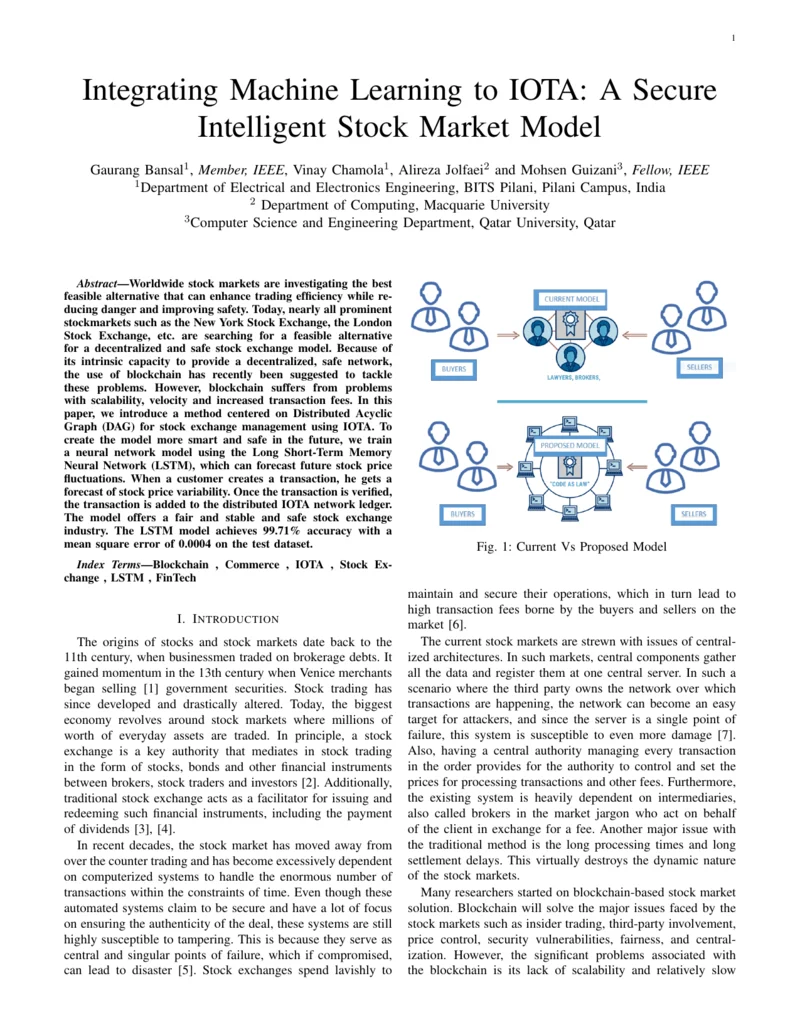 1
Integrating Machine Learning to IOTA: A Secure
Intelligent Stock Market Model
Gaurang Bansal1, Member, IEEE, Vinay Chamola1, Alireza Jolfaei2 and Mohsen Guizani3, Fellow, IEEE
1Department of Electrical and Electronics Engineering, BITS Pilani, Pilani Campus, India
2 Department of Computing, Macquarie University
3Computer Science and Engineering Department, Qatar University, Qatar
Abstract—Worldwide stock markets are investigating the best
feasible alternative that can enhance trading efficiency while re-
ducing danger and improving safety. Today, nearly all prominent
stockmarkets such as the New York Stock Exchange, the London
Stock Exchange, etc. are searching for a feasible alternative
for a decentralized and safe stock exchange model. Because of
its intrinsic capacity to provide a decentralized, safe network,
the use of blockchain has recently been suggested to tackle
these problems. However, blockchain suffers from problems
with scalability, velocity and increased transaction fees. In this
paper, we introduce a method centered on Distributed Acyclic
Graph (DAG) for stock exchange management using IOTA. To
create the model more smart and safe in the future, we train
a neural network model using the Long Short-Term Memory
Neural Network (LSTM), which can forecast future stock price
fluctuations. When a customer creates a transaction, he gets a
forecast of stock price variability. Once the transaction is verified,
the transaction is added to the distributed IOTA network ledger.
The model offers a fair and stable and safe stock exchange
industry. The LSTM model achieves 99.71% accuracy with a
mean square error of 0.0004 on the test dataset.
Index Terms—Blockchain , Commerce , IOTA , Stock Ex-
change , LSTM , FinTech
I. INTRODUCTION
The origins of stocks and stock markets date back to the
11th century, when businessmen traded on brokerage debts. It
gained momentum in the 13th century when Venice merchants
began selling [1] government securities. Stock trading has
since developed and drastically altered. Today, the biggest
economy revolves around stock markets where millions of
worth of everyday assets are traded. In principle, a stock
exchange is a key authority that mediates in stock trading
in the form of stocks, bonds and other financial instruments
between brokers, stock traders and investors [2]. Additionally,
traditional stock exchange acts as a facilitator for issuing and
redeeming such financial instruments, including the payment
of dividends [3], [4].
In recent decades, the stock market has moved away from
over the counter trading and has become excessively dependent
on computerized systems to handle the enormous number of
transactions within the constraints of time. Even though these
automated systems claim to be secure and have a lot of focus
on ensuring the authenticity of the deal, these systems are still
highly susceptible to tampering. This is because they serve as
central and singular points of failure, which if compromised,
can lead to disaster [5]. Stock exchanges spend lavishly to
CURRENT MODEL
BUYERS
SELLERS
LAWYERS, BROKERS,
PROPOSED MODEL
"CODE AS LAW"
BUYERS
SELLERS
Fig. 1: Current Vs Proposed Model
maintain and secure their operations, which in turn lead to
high transaction fees borne by the buyers and sellers on the
market [6].
The current stock markets are strewn with issues of central-
ized architectures. In such markets, central components gather
all the data and register them at one central server. In such a
scenario where the third party owns the network over which
transactions are happening, the network can become an easy
target for attackers, and since the server is a single point of
failure, this system is susceptible to even more damage [7].
Also, having a central authority managing every transaction
in the order provides for the authority to control and set the
prices for processing transactions and other fees. Furthermore,
the existing system is heavily dependent on intermediaries,
also called brokers in the market jargon who act on behalf
of the client in exchange for a fee. Another major issue with
the traditional method is the long processing times and long
settlement delays. This virtually destroys the dynamic nature
of the stock markets.
Many researchers started on blockchain-based stock market
solution. Blockchain will solve the major issues faced by the
stock markets such as insider trading, third-party involvement,
price control, security vulnerabilities, fairness, and central-
ization. However, the significant problems associated with
the blockchain is its lack of scalability and relatively slow